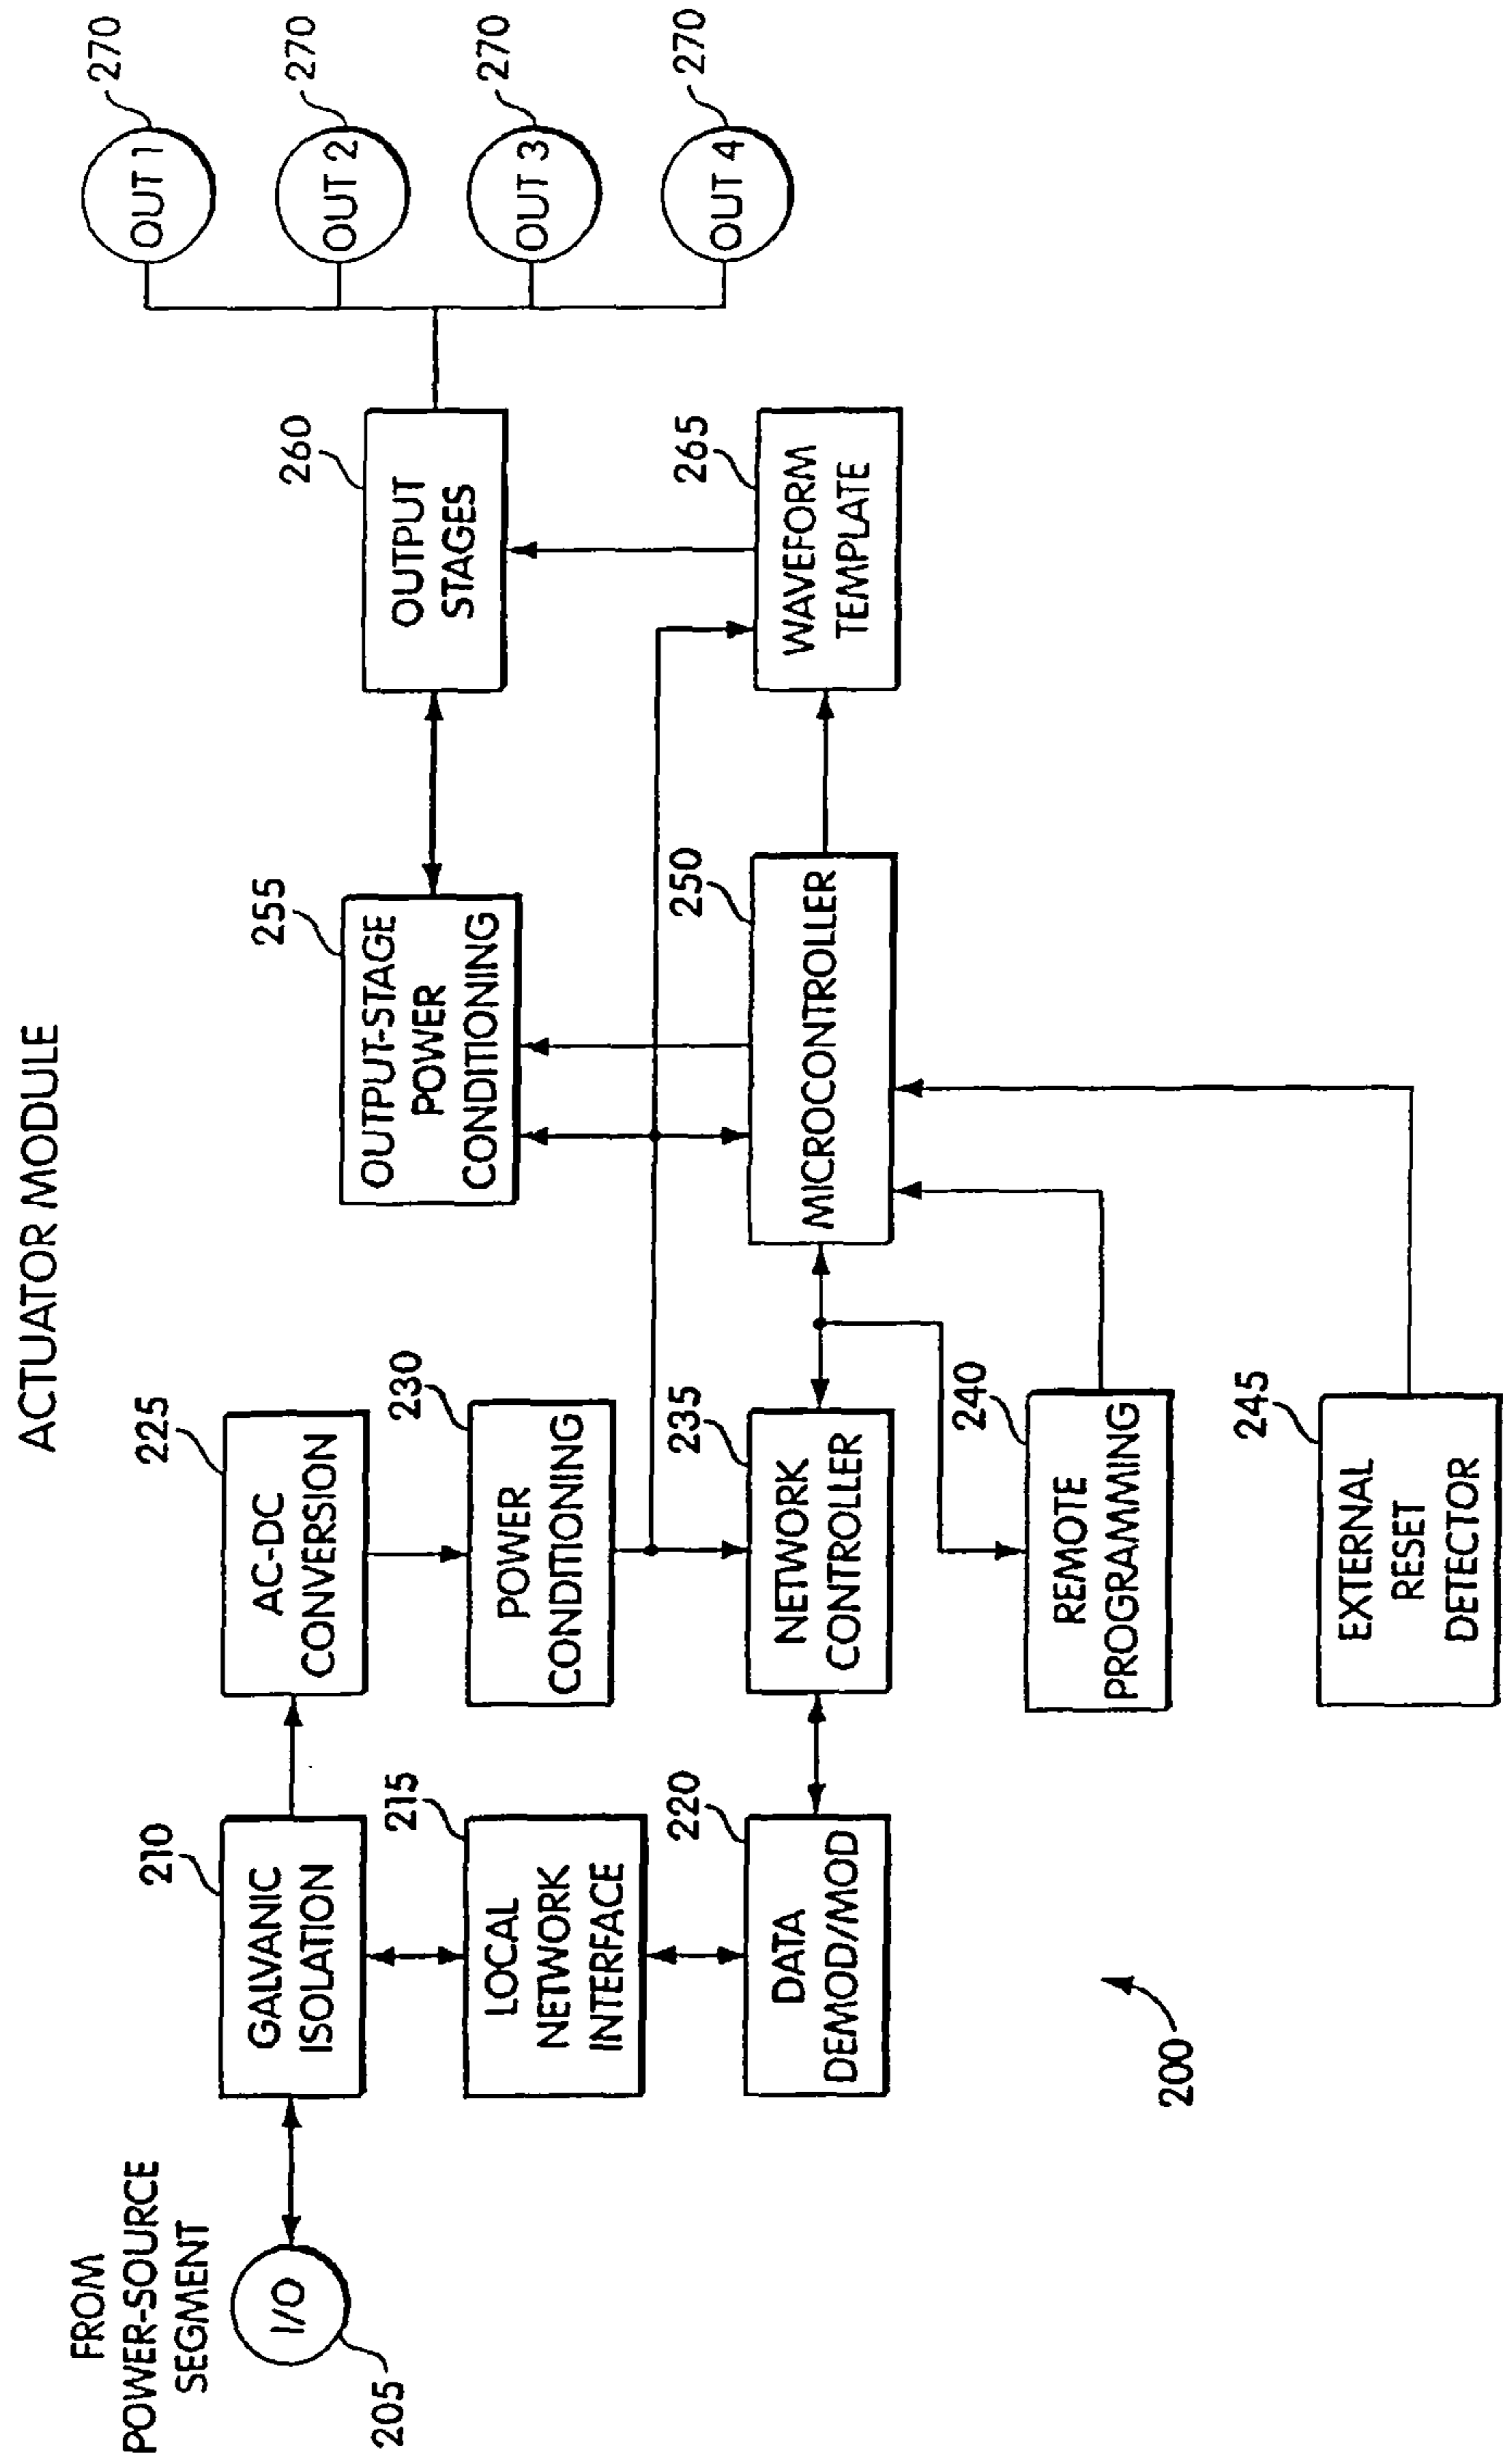 ACTUATOR MODULE
FROM
POWER-SOURCE
SEGMENT
I/O
205
210
GALVANIC
ISOLATION
215
LOCAL
NETWORK
INTERFACE
220
DATA
DEMOD/MOD
225
AC-DC
CONVERSION
230
POWER
CONDITIONING
235
NETWORK
CONTROLLER
240
REMOTE
PROGRAMMING
245
EXTERNAL
RESET
DETECTOR
250
MICROCONTROLLER
255
OUTPUT-STAGE
POWER
CONDITIONING
260
OUTPUT
STAGES
265
WAVEFORM
TEMPLATE
OUT 1
270
OUT 2
270
OUT 3
270
OUT 4
270
200